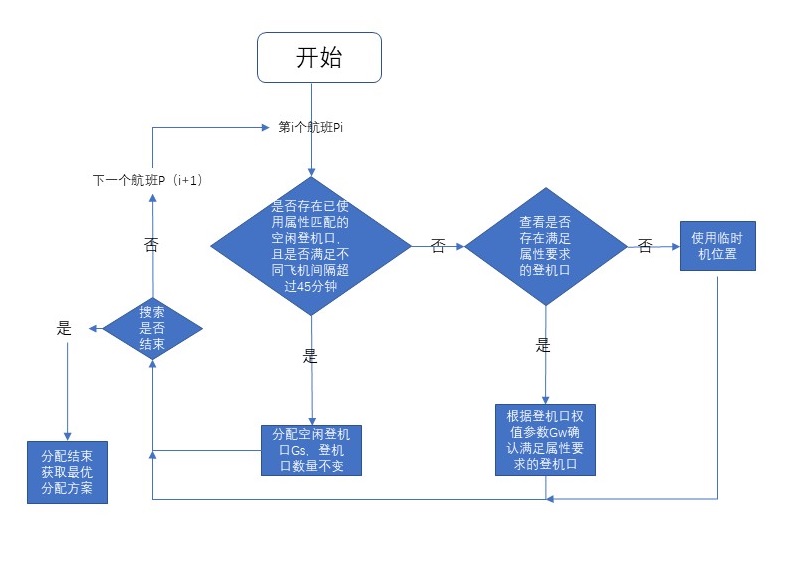 开始
第i个航班Pi
下一个航班P（i+1）
是否存在已使
用属性匹配的
空闲登机口，
且是否满足不
同飞机间隔超
过45分钟
否
查看是否
存在满足
属性要求
的登机口
否
使用临时
机位置
否
搜索
是否
结束
是
是
是
分配空闲登机
口Gs，登机
口数量不变
根据登机口权
值参数Gw确
认满足属性要
求的登机口
分配结束
获取最优
分配方案